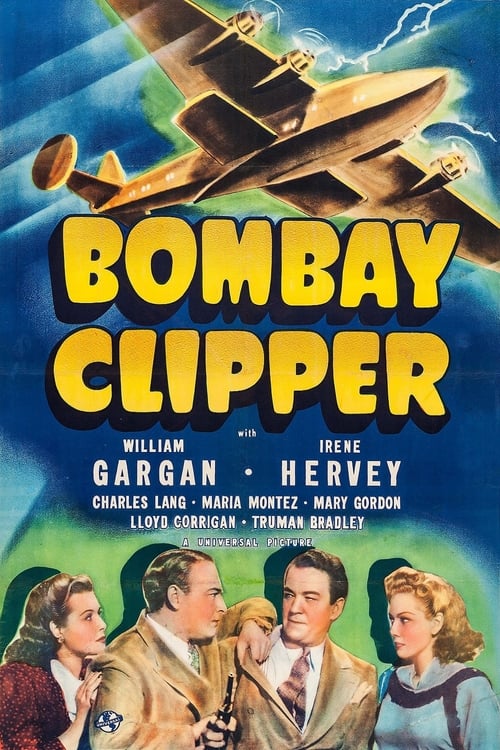 BOMBAY
CLIPPER
with
WILLIAM IRENE
GARGAN · HERVEY
CHARLES LANG · MARIA MONTEZ · MARY GORDON
LLOYD CORRIGAN · TRUMAN BRADLEY
A UNIVERSAL PICTURE